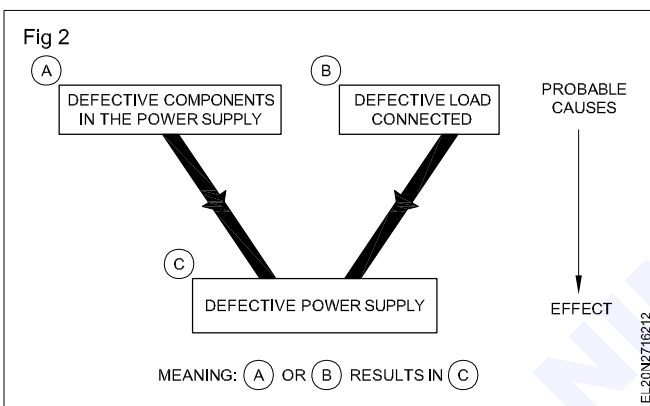 Fig 2
A
DEFECTIVE COMPONENTS
IN THE POWER SUPPLY
B
DEFECTIVE LOAD
CONNECTED
PROBABLE
CAUSES
C
DEFECTIVE POWER SUPPLY
EFFECT
MEANING: A OR B RESULTS IN C
EL20N2716212